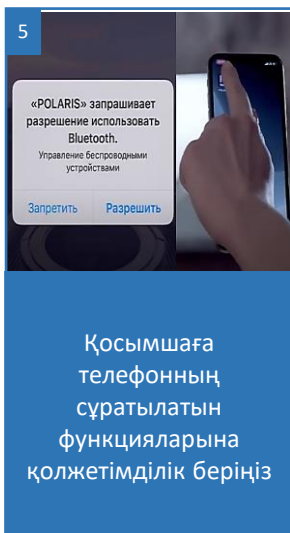 5
«POLARIS» запрашивает
разрешение использовать
Bluetooth.
Управление беспроводными
устройствами
Запретить Разрешить
Қосымшаға
телефонның
сұратылатын
функцияларына
қолжетімділік беріңіз